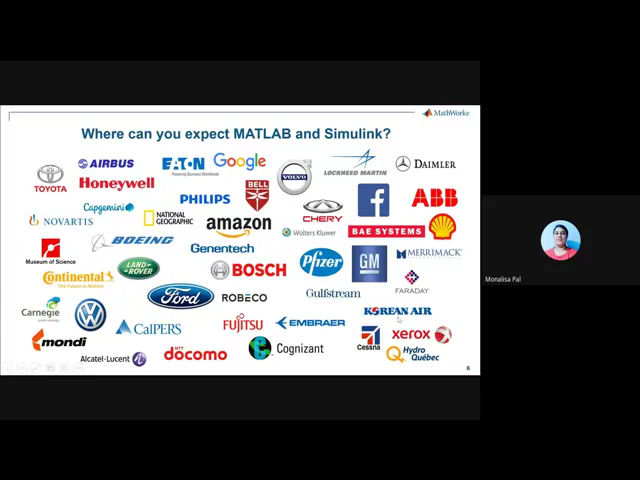 MathWorks
Where can you expect MATLAB and Simulink?
TOYOTA
AIRBUS
EATON
Powering Business Worldwide
Google
VOLVO
LOCKHEED MARTIN
DAIMLER
Honeywell
PHILIPS
BELL
ABB
Capgemini
NOVARTIS
NATIONAL
GEOGRAPHIC
amazon
CHERY
Wolters Kluwer
BAE SYSTEMS
BOEING
Genentech
Museum of Science
BOSCH
Pfizer
GM
MERRIMACK
Continental
LAND
ROVER
FARADAY
Ford
ROBECO
Gulfstream
Carnegie
CalPERS
FUJITSU
EMBRAER
KOREAN AIR
mondi
Cessna
xerox
Alcatel-Lucent
NTT
docomo
Cognizant
Hydro
Québec
8
Monalisa Pal